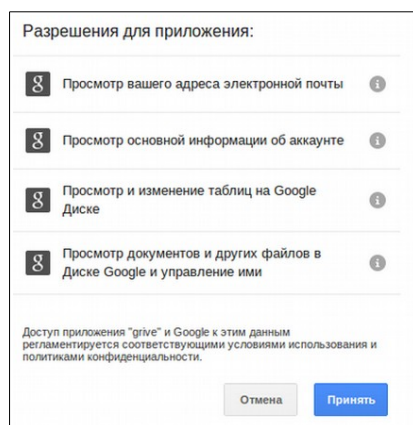 Разрешения для приложения:
g Просмотр вашего адреса электронной почты i
g Просмотр основной информации об аккаунте i
g Просмотр и изменение таблиц на Google
Диске i
g Просмотр документов и других файлов в
Диске Google и управление ими i
Доступ приложения "grive" и Google к этим данным
регламентируется соответствующими условиями использования и
политиками конфиденциальности.
Отмена Принять